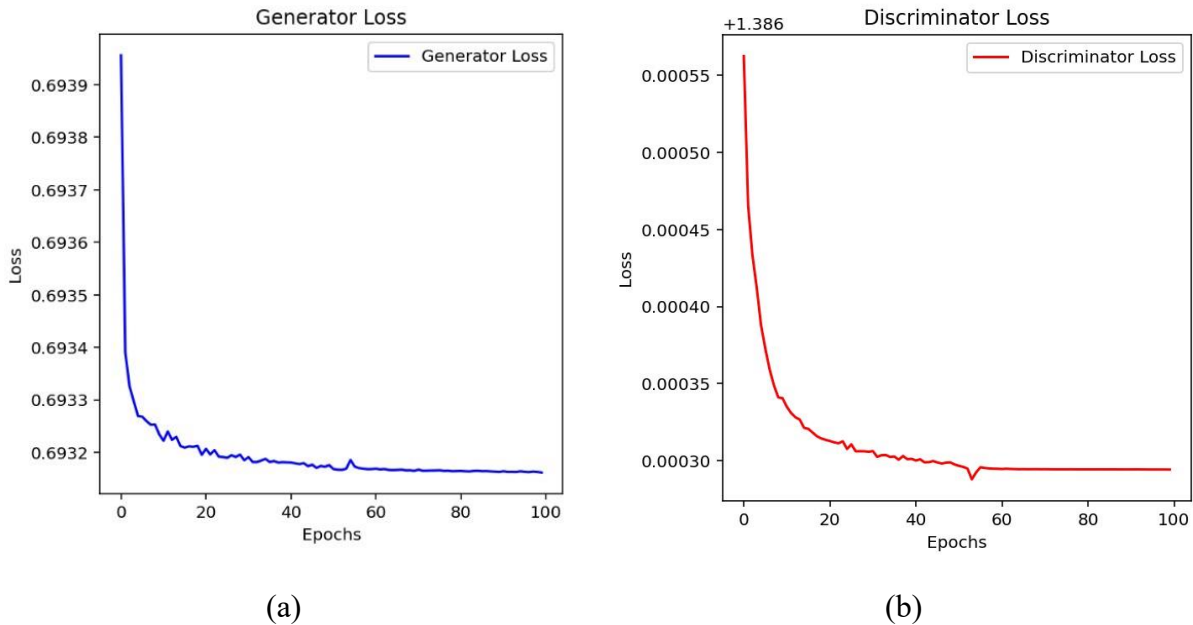 Generator Loss
Generator Loss
0.6939
0.6938
0.6937
0.6936
0.6935
0.6934
0.6933
0.6932
Loss
0 20 40 60 80 100
Epochs
(a)
Discriminator Loss
+1.386
Discriminator Loss
0.00055
0.00050
0.00045
0.00040
0.00035
0.00030
Loss
0 20 40 60 80 100
Epochs
(b)